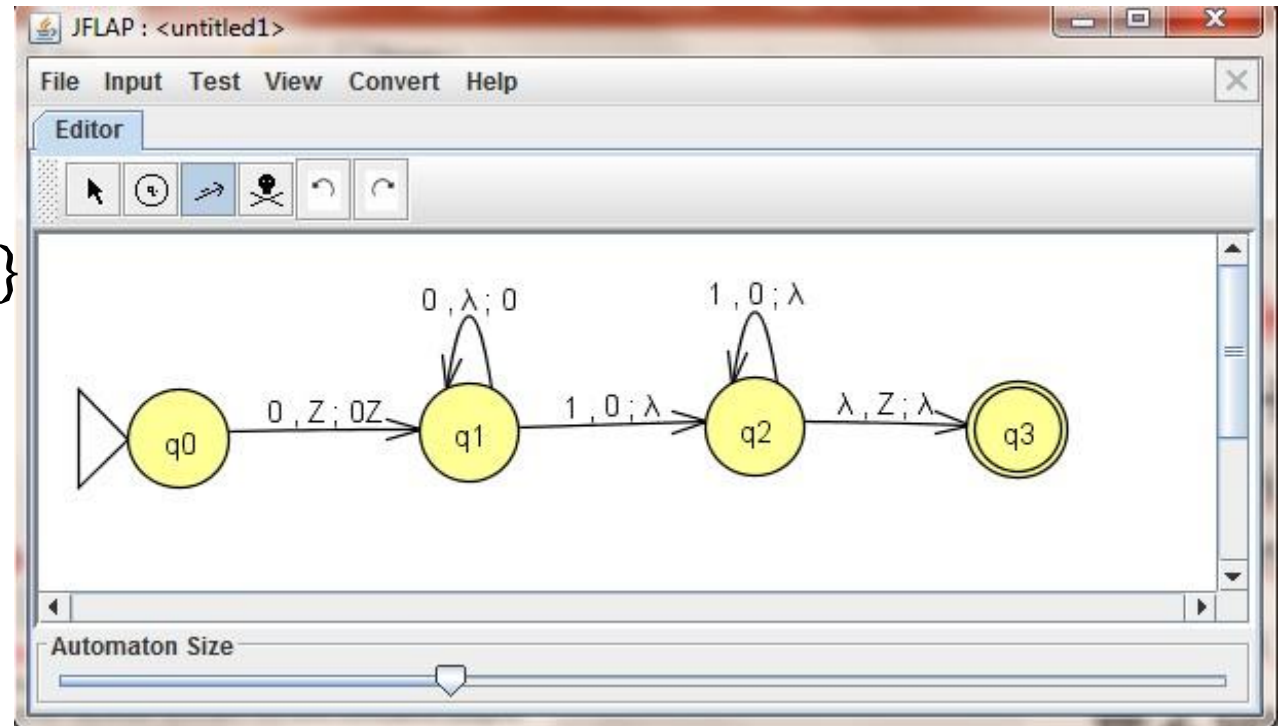 JFLAP : <untitled1>
File Input Test View Convert Help
Editor
}
0 , λ ; 0
1 , 0 ; λ
q0
0 , Z ; 0Z
q1
1 , 0 ; λ
q2
λ , Z ; λ
q3
Automaton Size